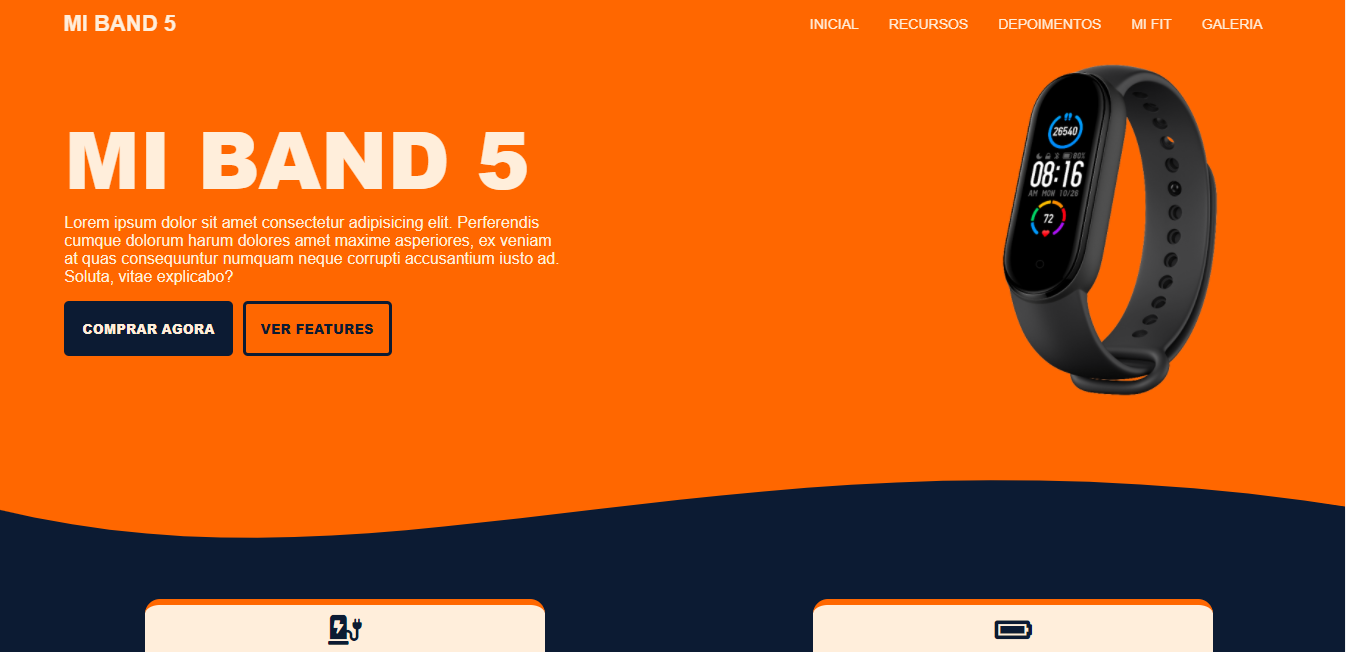 MI BAND 5
INICIAL RECURSOS DEPOIMENTOS MI FIT GALERIA
MI BAND 5
Lorem ipsum dolor sit amet consectetur adipisicing elit. Perferendis
cumque dolorum harum dolores amet maxime asperiores, ex veniam
at quas consequuntur numquam neque corrupti accusantium iusto ad.
Soluta, vitae explicabo?
COMPRAR AGORA VER FEATURES
26540
80%
08:16
AM MON 10/26
72